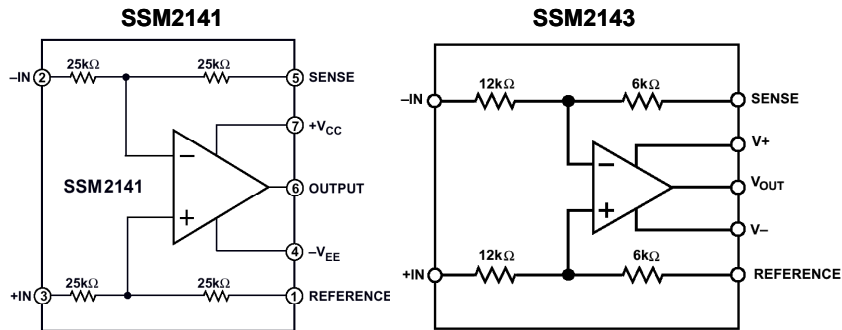 SSM2141
25kΩ
25kΩ
–IN
2
5
SENSE
7
+VCC
SSM2141
6
OUTPUT
4
–VEE
25kΩ
25kΩ
+IN
3
1
REFERENCE
SSM2143
12kΩ
6kΩ
–IN
SENSE
V+
VOUT
V–
12kΩ
6kΩ
+IN
REFERENCE